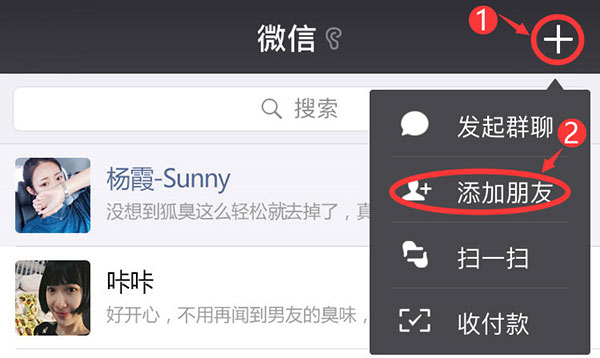 微信
1
搜索
发起群聊
2
杨霞-Sunny
没想到狐臭这么轻松就去掉了，真
添加朋友
扫一扫
咔咔
好开心，不用再闻到男友的臭味，
收付款